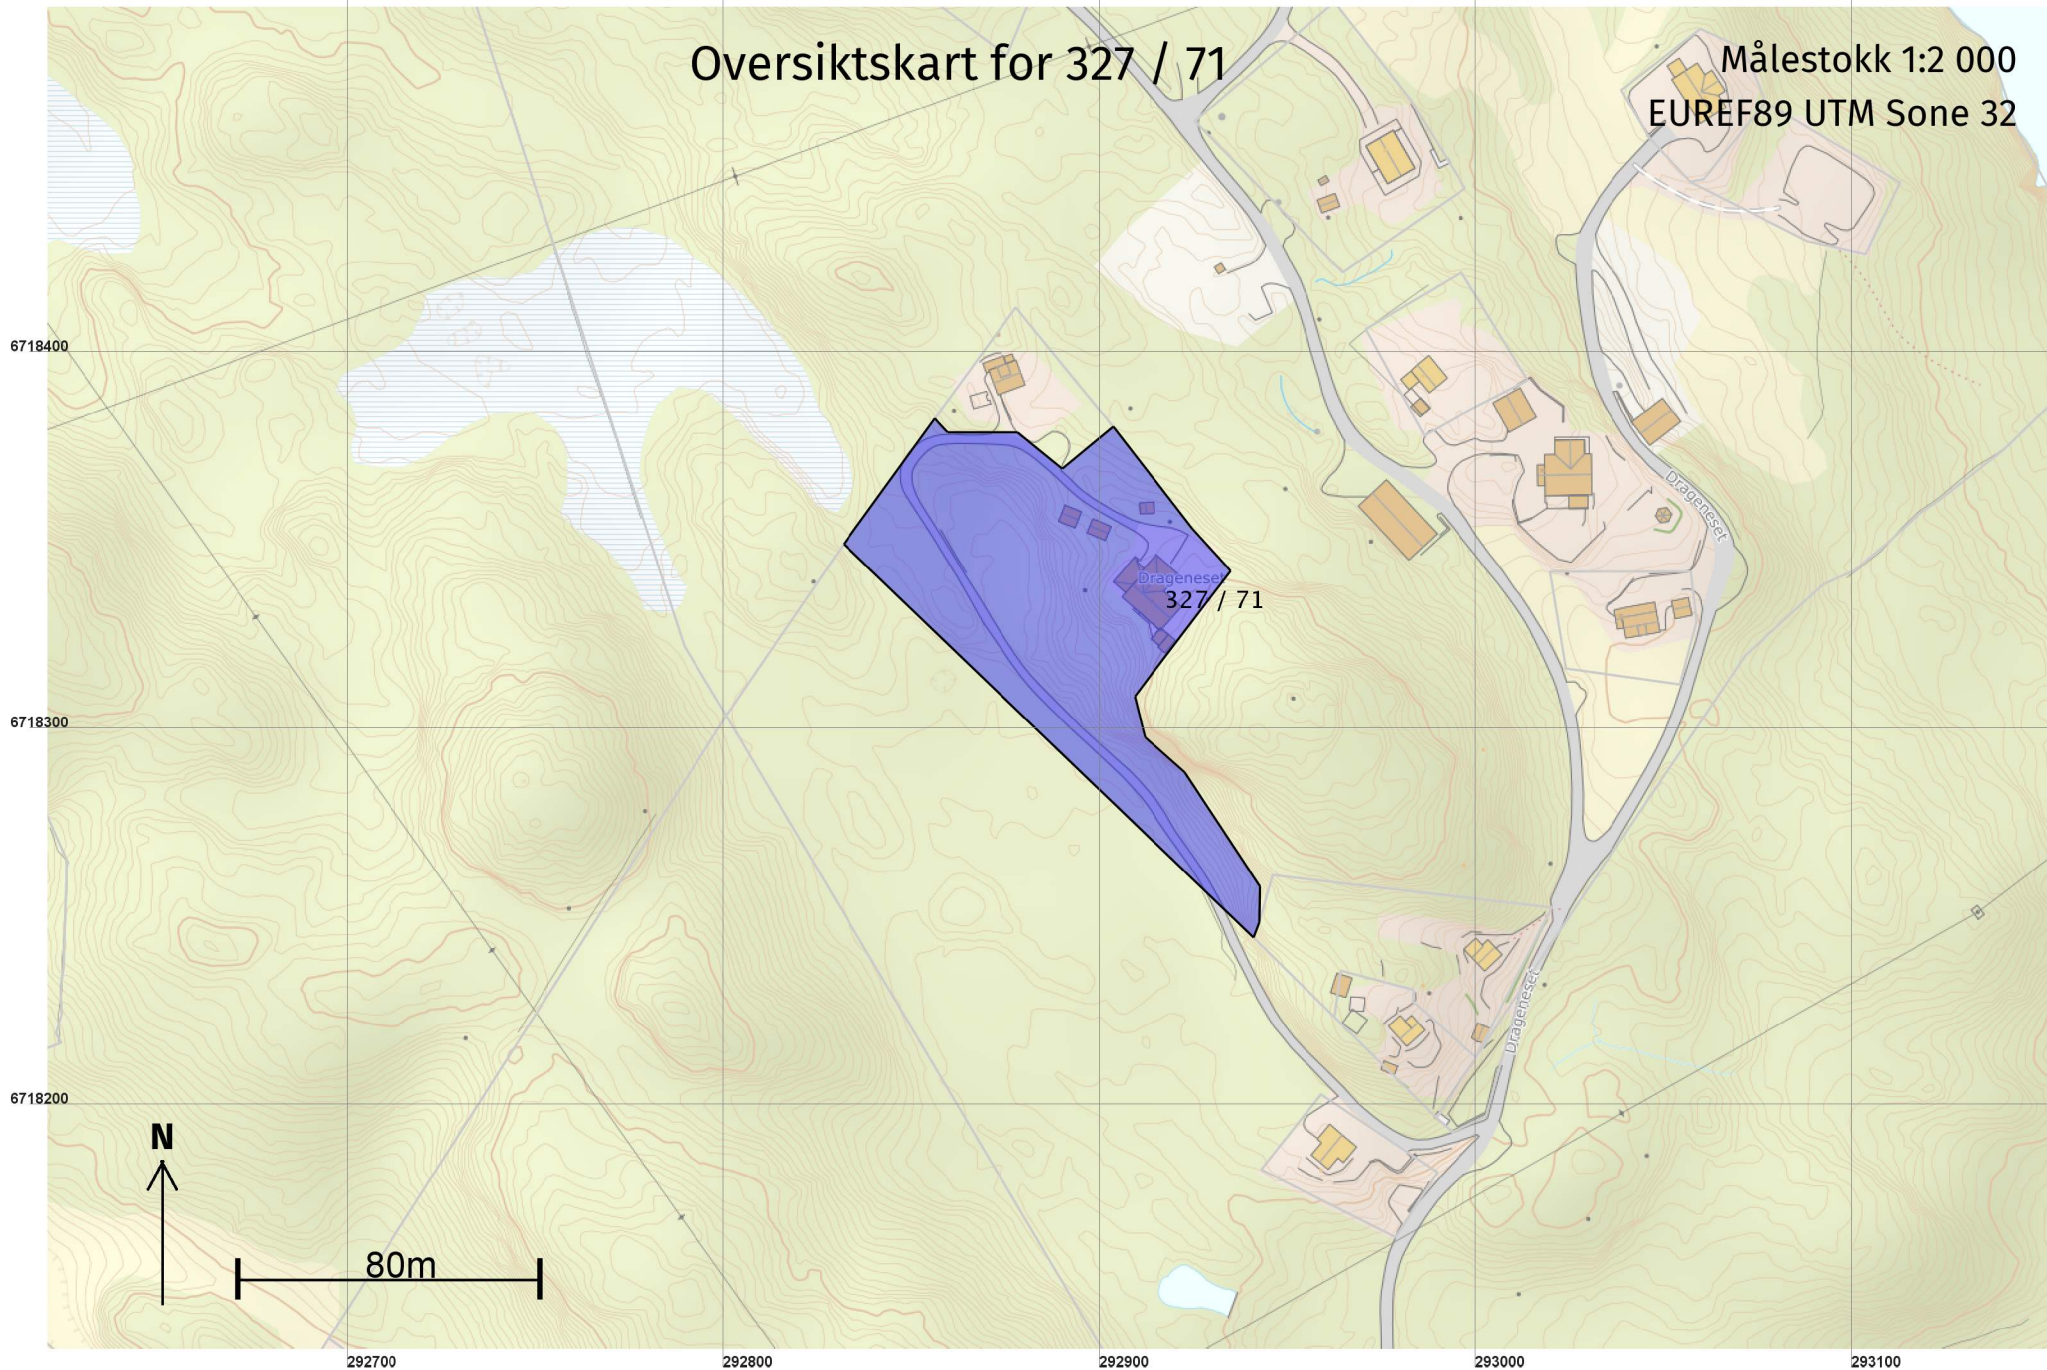 Oversiktskart for 327 / 71
Målestokk 1:2 000
EUREF89 UTM Sone 32
6718400
Drageneset
Drageneset
327 / 71
6718300
Drageneset
6718200
N
80m
292700
292800
292900
293000
293100